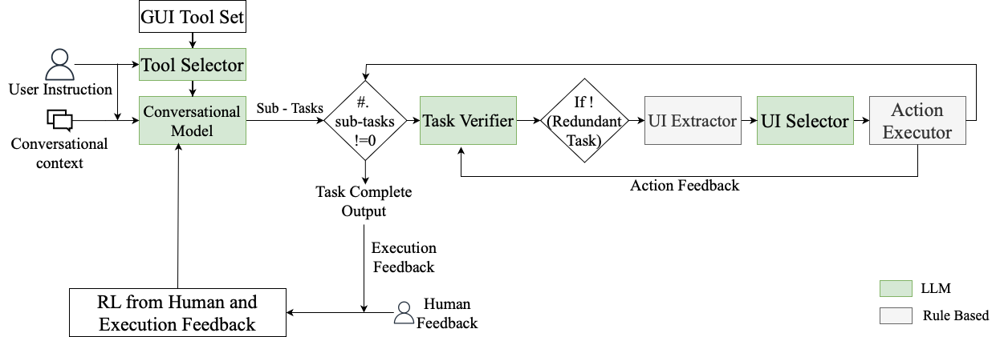 GUI Tool Set
Tool Selector
User Instruction
Conversational
Model
Conversational
context
Sub - Tasks
#.
sub-tasks
!=0
Task Verifier
If !
(Redundant
Task)
UI Extractor
UI Selector
Action
Executor
Action Feedback
Task Complete
Output
Execution
Feedback
RL from Human and
Execution Feedback
Human
Feedback
LLM
Rule Based